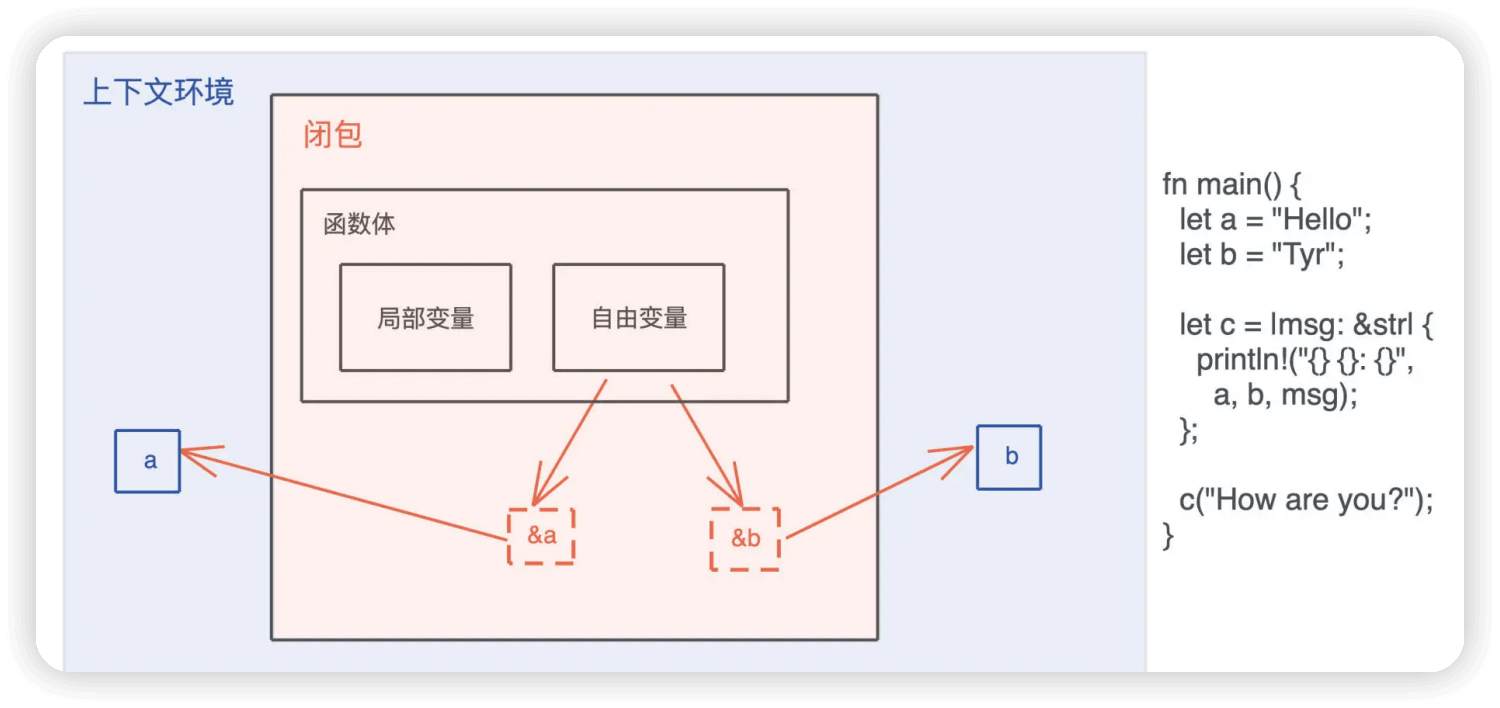 上下文环境
闭包
函数体
局部变量
自由变量
a
b
&a
&b
fn main() {
let a = "Hello";
let b = "Tyr";
let c = |msg: &str| {
println!("{} {}: {}",
a, b, msg);
};
c("How are you?");
}